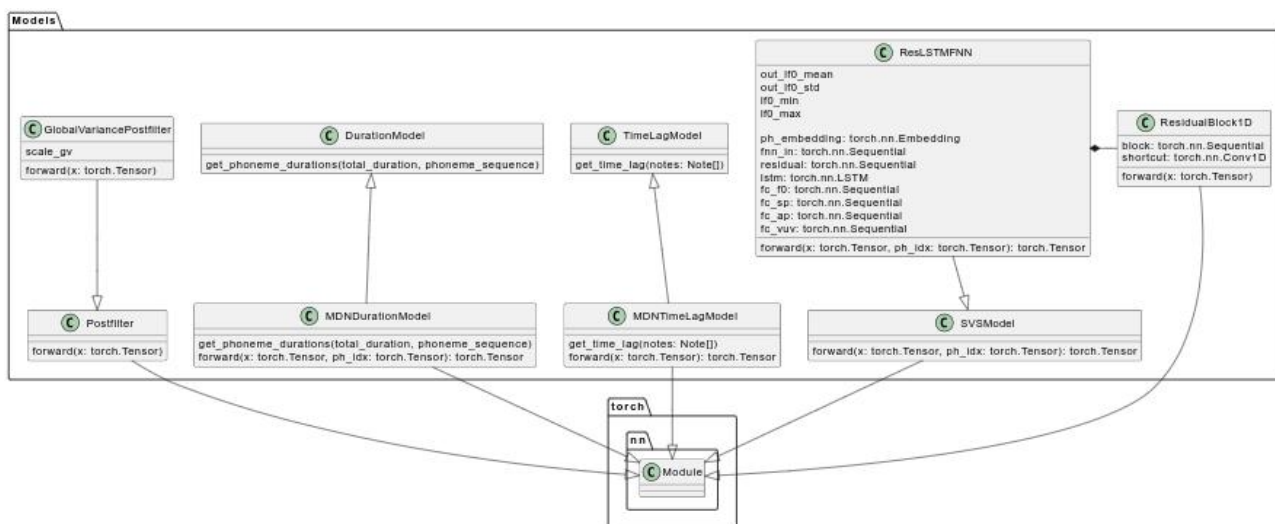 Models
C ResLSTMFNN
out_lf0_mean
out_lf0_std
lf0_min
lf0_max
ph_embedding: torch.nn.Embedding
fnn_in: torch.nn.Sequential
residual: torch.nn.Sequential
lstm: torch.nn.LSTM
fc_f0: torch.nn.Sequential
fc_sp: torch.nn.Sequential
fc_ap: torch.nn.Sequential
fc_vuv: torch.nn.Sequential
forward(x: torch.Tensor, ph_idx: torch.Tensor): torch.Tensor
C GlobalVariancePostfilter
scale_gv
forward(x: torch.Tensor)
C DurationModel
get_phoneme_durations(total_duration, phoneme_sequence)
C TimeLagModel
get_time_lag(notes: Note[])
C ResidualBlock1D
block: torch.nn.Sequential
shortcut: torch.nn.Conv1D
forward(x: torch.Tensor)
C Postfilter
forward(x: torch.Tensor)
C MDNDurationModel
get_phoneme_durations(total_duration, phoneme_sequence)
forward(x: torch.Tensor, ph_idx: torch.Tensor): torch.Tensor
C MDNTimeLagModel
get_time_lag(notes: Note[])
forward(x: torch.Tensor): torch.Tensor
C SVSModel
forward(x: torch.Tensor, ph_idx: torch.Tensor): torch.Tensor
torch
nn
C Module